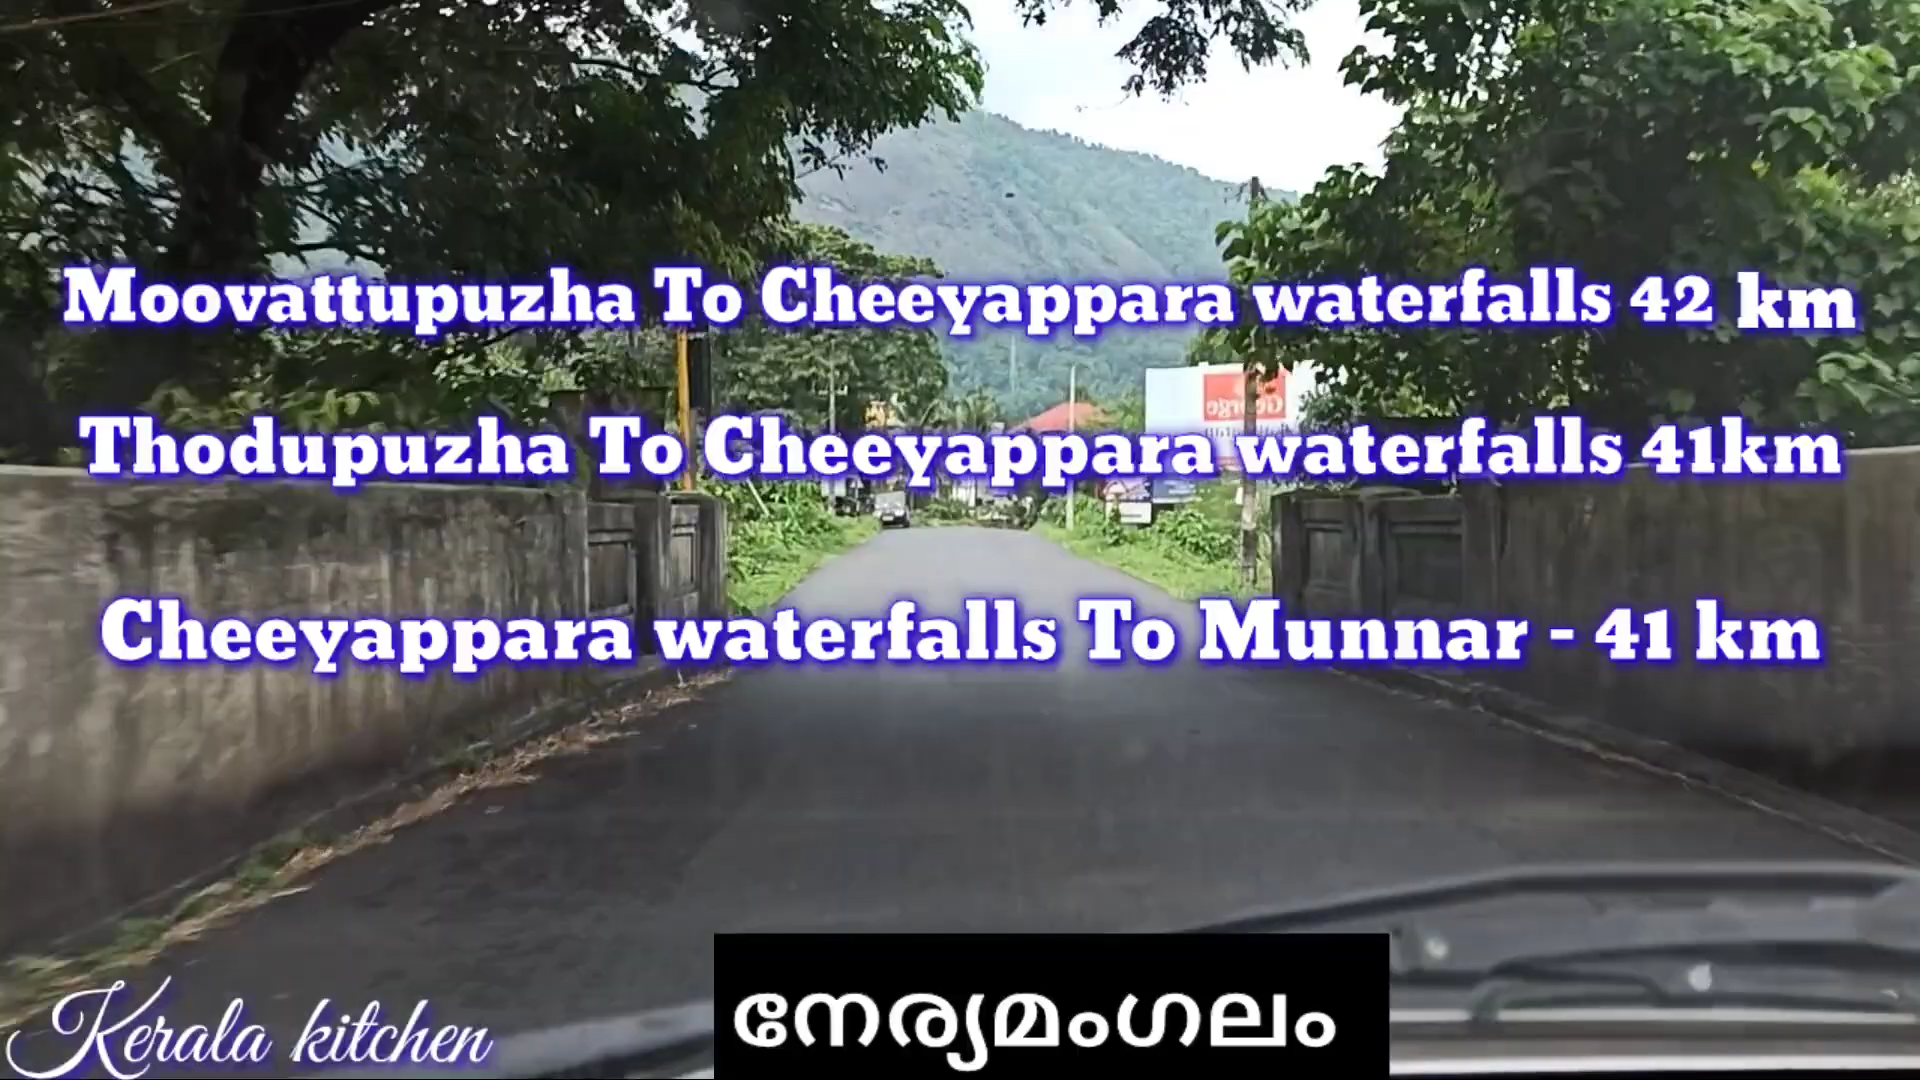 Moovattupuzha To Cheeyappara waterfalls 42 km
George
Thodupuzha To Cheeyappara waterfalls 41km
Cheeyappara waterfalls To Munnar - 41 km
Kerala kitchen
നേര്യമംഗലം